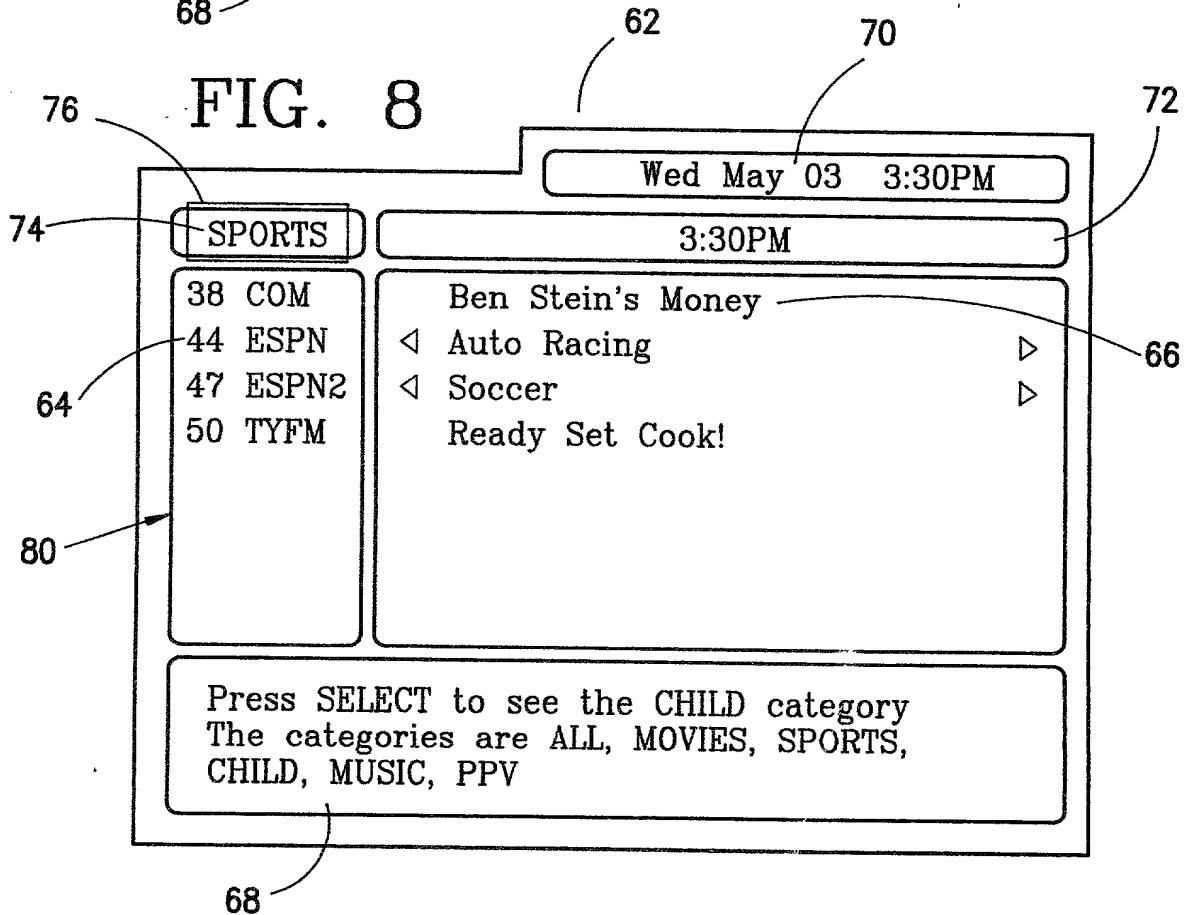 68
62
70
FIG. 8
76
72
Wed May 03 3:30PM
74
SPORTS
3:30PM
38 COM
Ben Stein's Money
44 ESPN
Auto Racing
66
47 ESPN2
Soccer
64
50 TYFM
Ready Set Cook!
80
Press SELECT to see the CHILD category
The categories are ALL, MOVIES, SPORTS,
CHILD, MUSIC, PPV
68